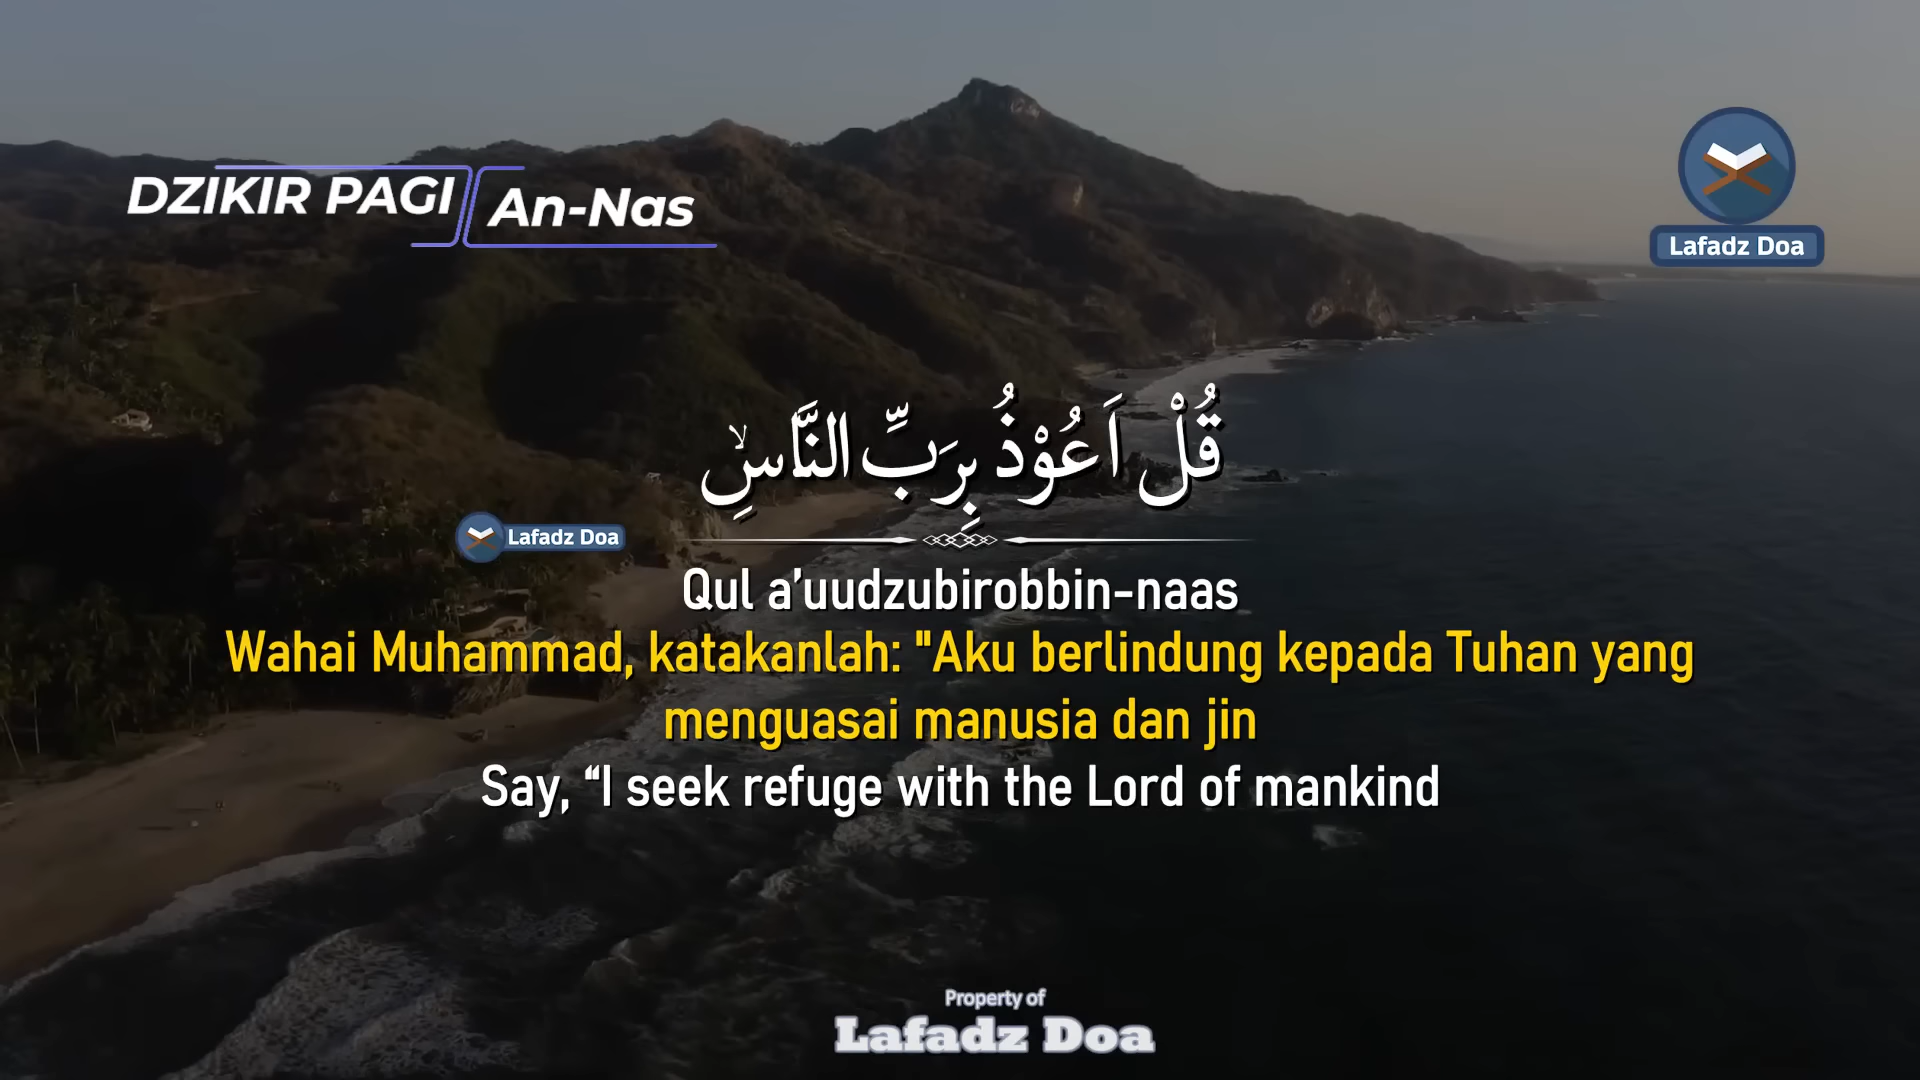 DZIKIR PAGI
An-Nas
Lafadz Doa
قُلْ اَعُوْذُ بِرَبِّ النَّاسِۙ
Lafadz Doa
Qul a’uudzubirobbin-naas
Wahai Muhammad, katakanlah: "Aku berlindung kepada Tuhan yang
menguasai manusia dan jin
Say, “I seek refuge with the Lord of mankind
Property of
Lafadz Doa